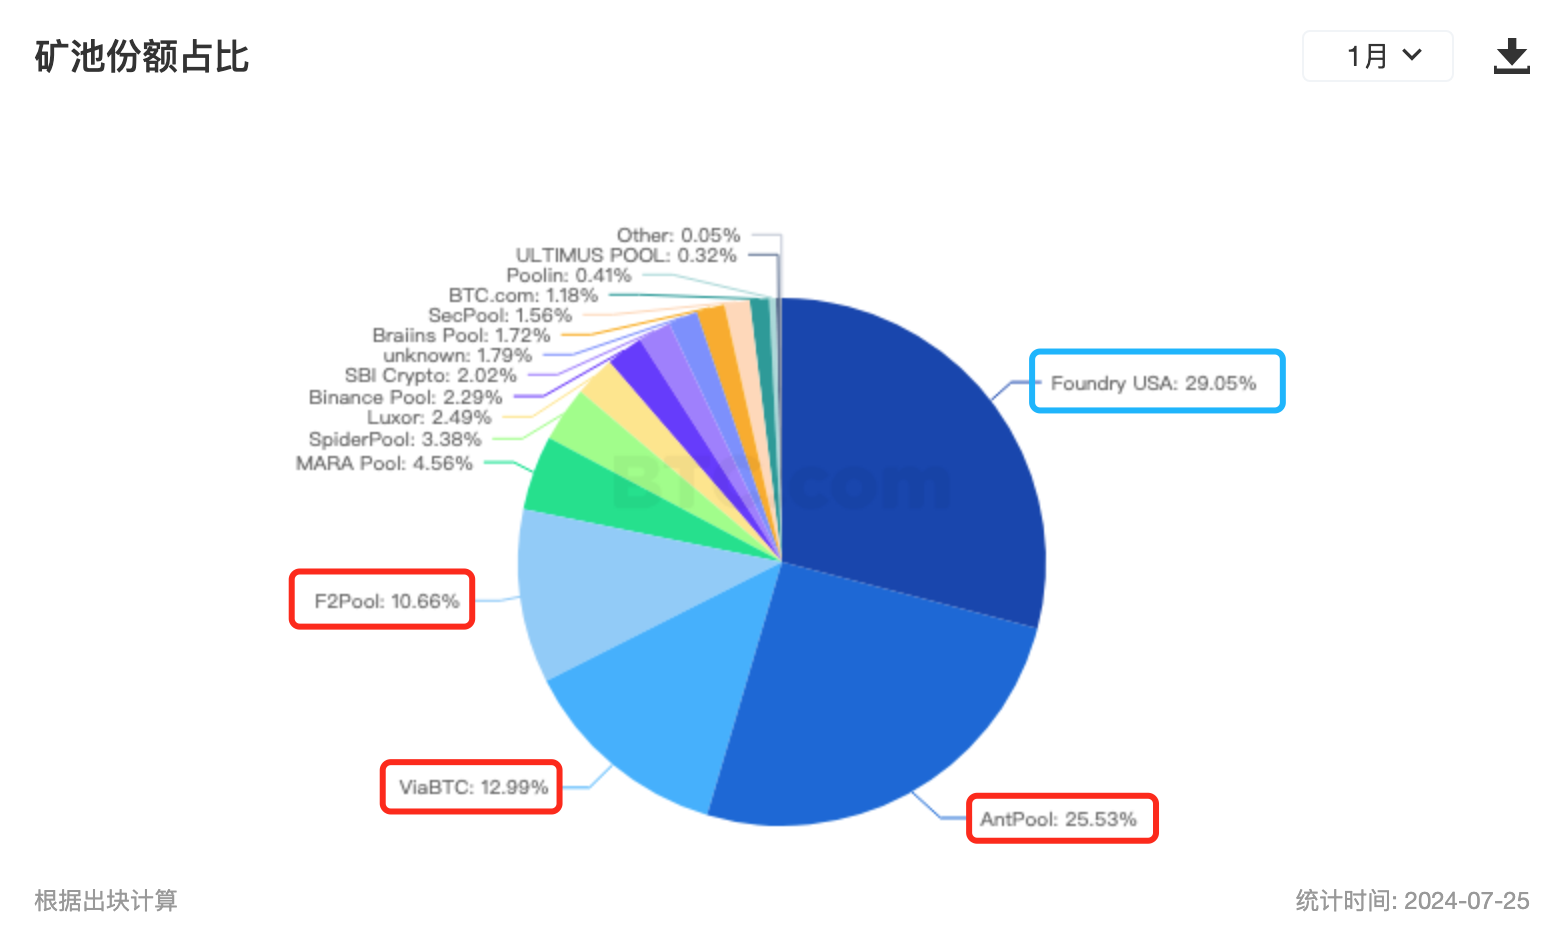 矿池份额占比
1月
Other: 0.05%
ULTIMUS POOL: 0.32%
Poolin: 0.41%
BTC.com: 1.18%
SecPool: 1.56%
Braiins Pool: 1.72%
unknown: 1.79%
SBI Crypto: 2.02%
Binance Pool: 2.29%
Luxor: 2.49%
SpiderPool: 3.38%
MARA Pool: 4.56%
Foundry USA: 29.05%
BTC.com
F2Pool: 10.66%
ViaBTC: 12.99%
AntPool: 25.53%
根据出块计算
统计时间: 2024-07-25